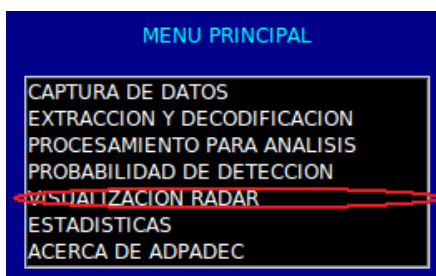 MENU PRINCIPAL
CAPTURA DE DATOS
EXTRACCION Y DECODIFICACION
PROCESAMIENTO PARA ANALISIS
PROBABILIDAD DE DETECCION
VISUALIZACION RADAR
ESTADISTICAS
ACERCA DE ADPADEC